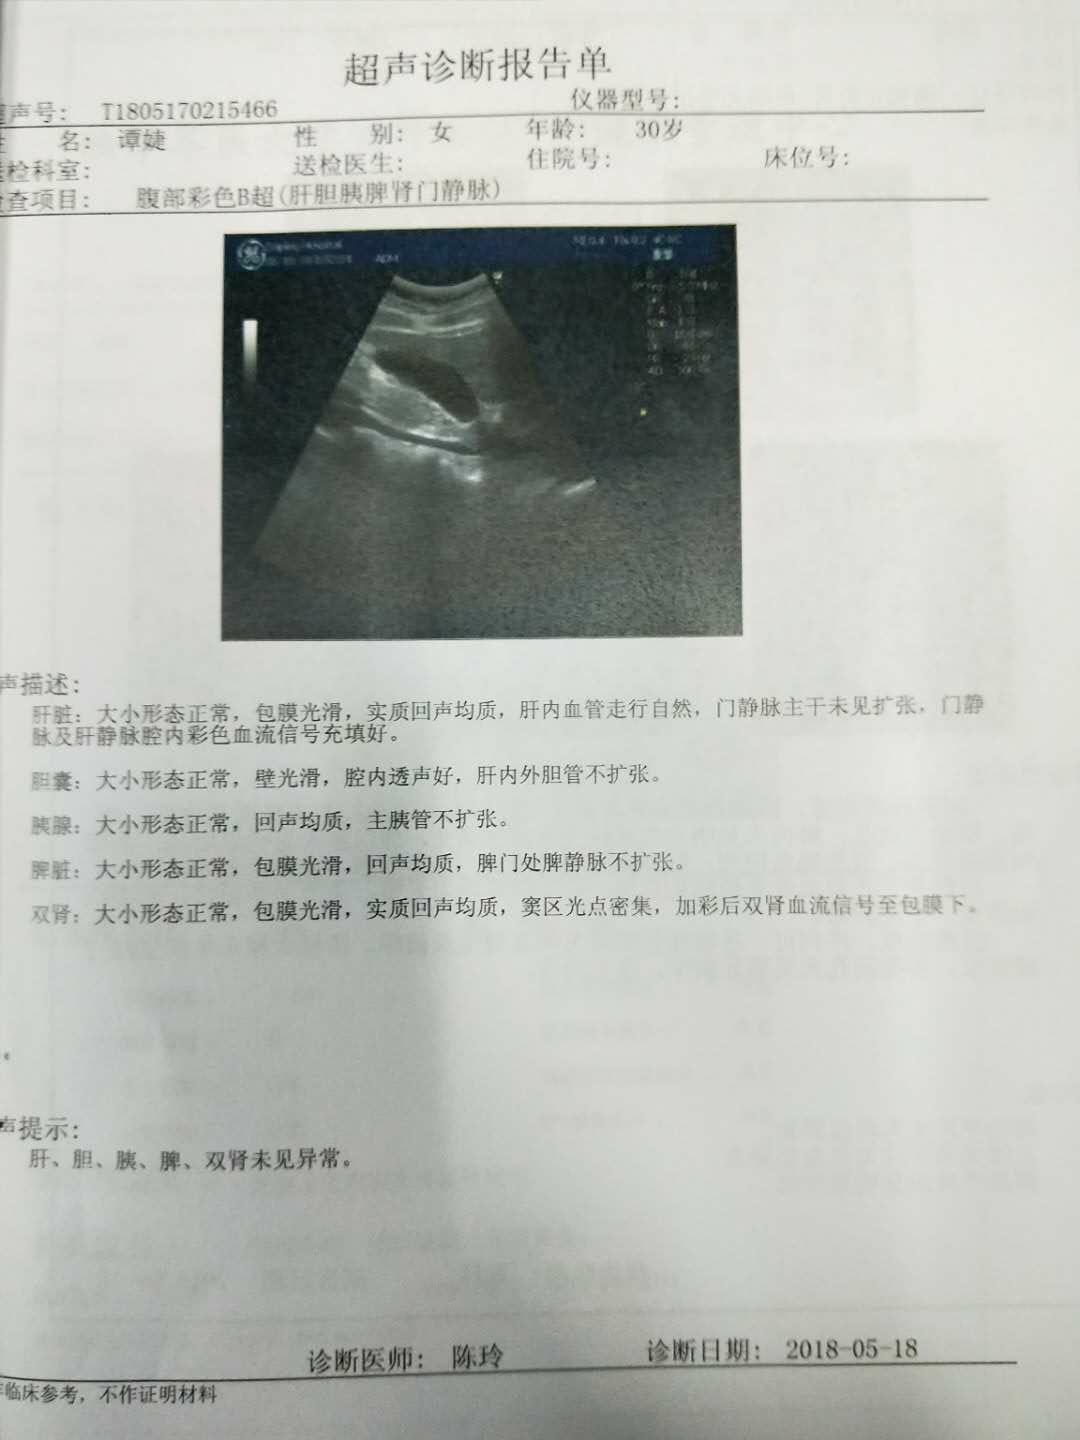 超声诊断报告单
声号: T1805170215466 仪器型号:
名: 谭婕 性 别: 女 年龄: 30岁
检科室: 送检医生: 住院号: 床位号:
查项目: 腹部彩色B超(肝胆胰脾肾门静脉)
ADM
声描述:
肝脏: 大小形态正常, 包膜光滑, 实质回声均质, 肝内血管走行自然, 门静脉主干未见扩张, 门静
脉及肝静脉腔内彩色血流信号充填好。
胆囊: 大小形态正常, 壁光滑, 腔内透声好, 肝内外胆管不扩张。
胰腺: 大小形态正常, 回声均质, 主胰管不扩张。
脾脏: 大小形态正常, 包膜光滑, 回声均质, 脾门处脾静脉不扩张。
双肾: 大小形态正常, 包膜光滑, 实质回声均质, 窦区光点密集, 加彩后双肾血流信号至包膜下。
。
声提示:
肝、胆、胰、脾、双肾未见异常。
诊断医师: 陈玲 诊断日期: 2018-05-18
临床参考, 不作证明材料